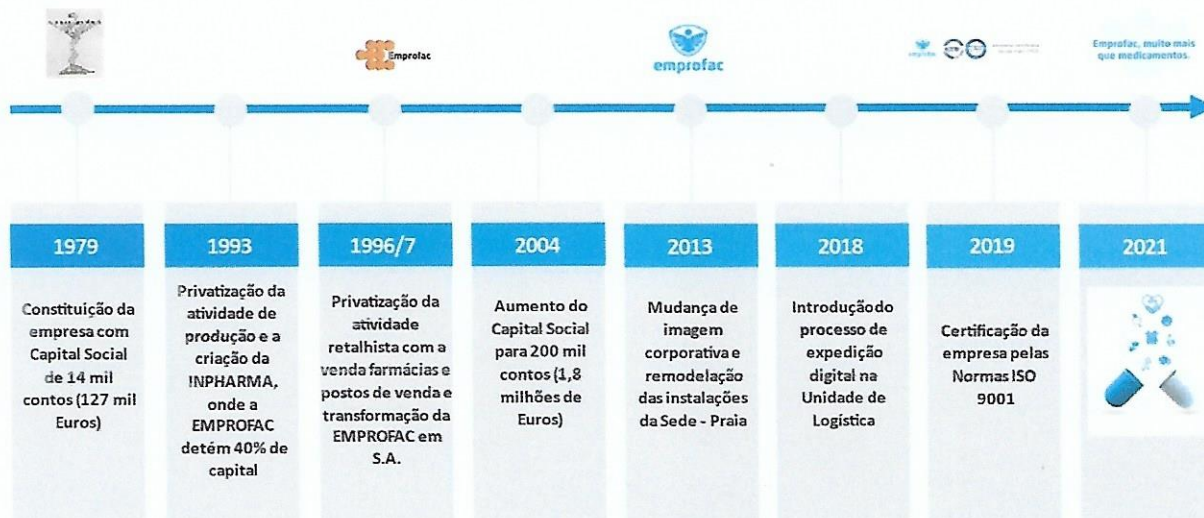 Emprofac
emprofac
Emprofac, muito mais
que medicamentos.
1979
Constituição da
empresa com
Capital Social
de 14 mil
contos (127 mil
Euros)
1993
Privatização da
atividade de
produção e a
criação da
INPHARMA,
onde a
EMPROFAC
detém 40% de
capital
1996/7
Privatização da
atividade
retalhista com a
venda farmácias e
postos de venda e
transformação da
EMPROFAC em
S.A.
2004
Aumento do
Capital Social
para 200 mil
contos (1,8
milhões de
Euros)
2013
Mudança de
imagem
corporativa e
remodelação
das instalações
da Sede - Praia
2018
Introdução do
processo de
expedição
digital na
Unidade de
Logística
2019
Certificação da
empresa pelas
Normas ISO
9001
2021